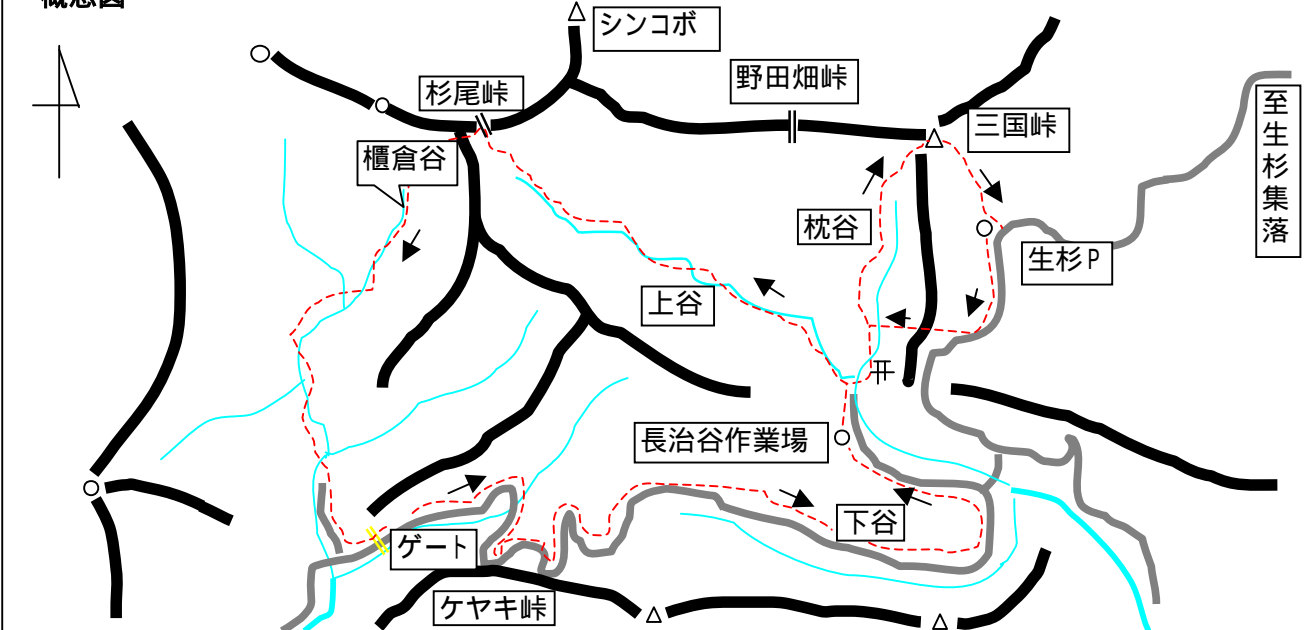 概念図
シンコボ
野田畑峠
杉尾峠
三国峠
至生杉集落
櫃倉谷
枕谷
生杉P
上谷
長治谷作業場
下谷
ゲート
ケヤキ峠